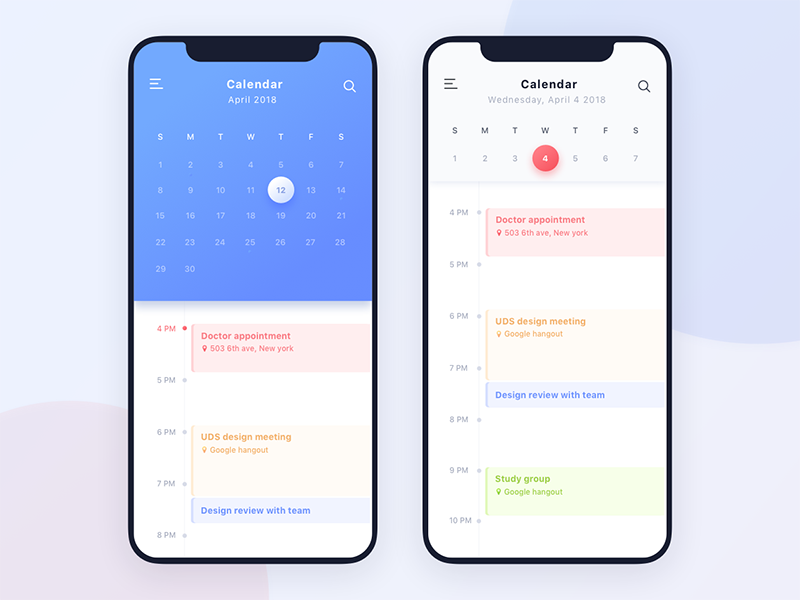 Calendar
April 2018
S M T W T F S
1 2 3 4 5 6 7
8 9 10 11 12 13 14
15 16 17 18 19 20 21
22 23 24 25 26 27 28
29 30
4 PM
Doctor appointment
503 6th ave, New york
5 PM
6 PM
UDS design meeting
Google hangout
7 PM
Design review with team
8 PM
Calendar
Wednesday, April 4 2018
S M T W T F S
1 2 3 4 5 6 7
4 PM
Doctor appointment
503 6th ave, New york
5 PM
6 PM
UDS design meeting
Google hangout
7 PM
Design review with team
8 PM
9 PM
Study group
Google hangout
10 PM